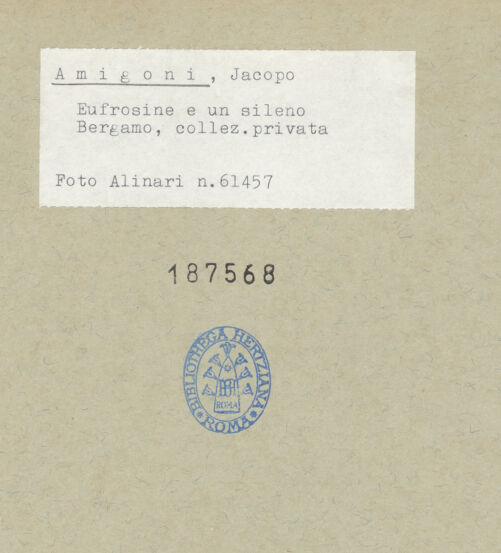 Amigoni, Jacopo
Eufrosine e un sileno
Bergamo, collez.privata
Foto Alinari n.61457
187568
BIBLIOTHECA HERTZIANA
ROMA
ROMA